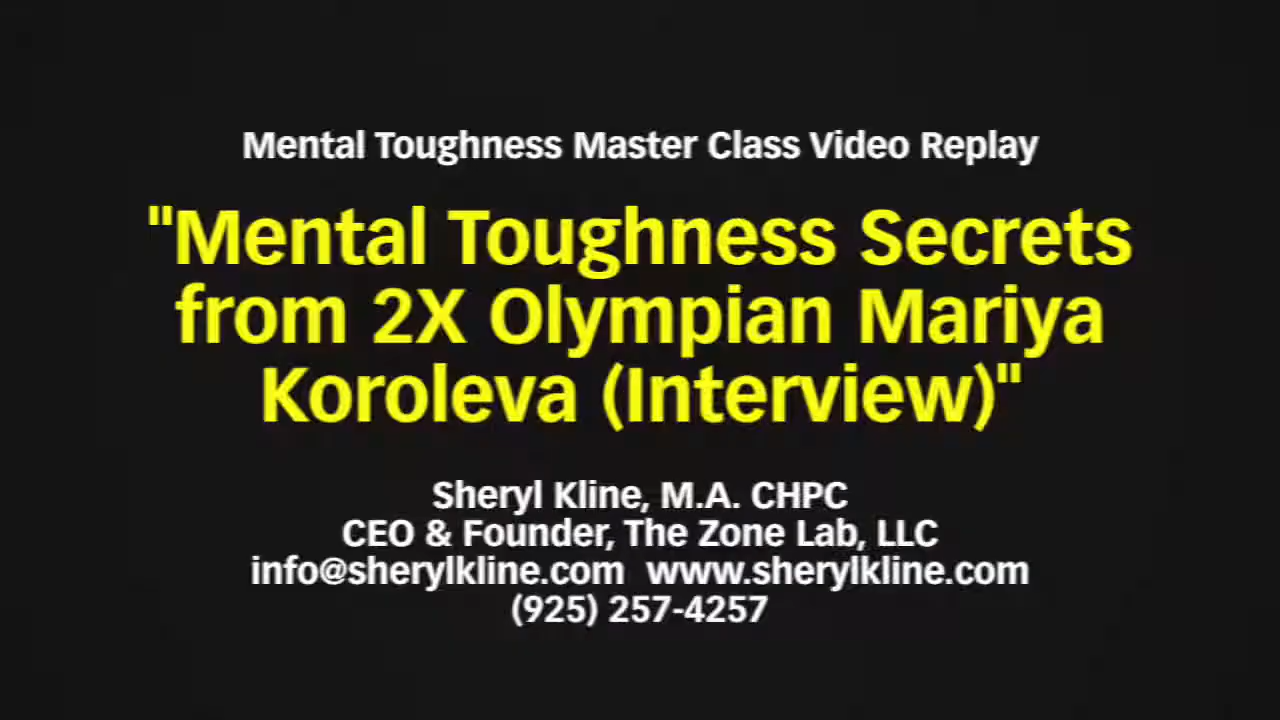 Mental Toughness Master Class Video Replay
"Mental Toughness Secrets
from 2X Olympian Mariya
Koroleva (Interview)"
Sheryl Kline, M.A. CHPC
CEO & Founder, The Zone Lab, LLC
info@sherylkline.com www.sherylkline.com
(925) 257-4257